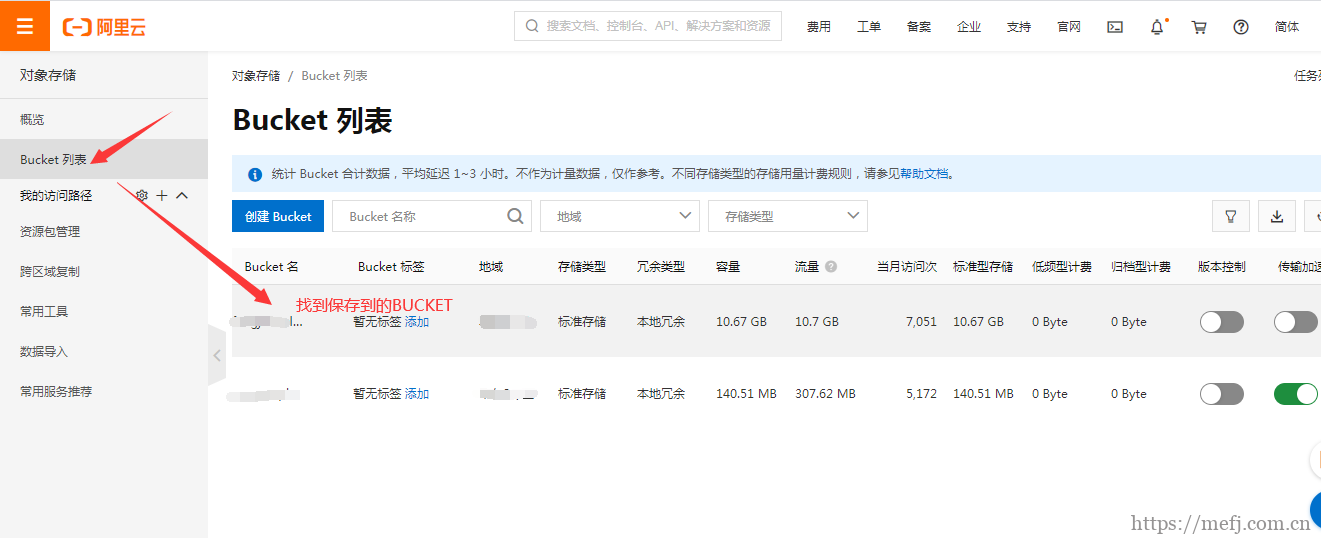 阿里云
搜索文档、控制台、API、解决方案和资源
费用 工单 备案 企业 支持 官网 简体
对象存储
概览
Bucket 列表
我的访问路径
资源包管理
跨区域复制
常用工具
数据导入
常用服务推荐
对象存储 / Bucket 列表
任务列
Bucket 列表
统计 Bucket 合计数据，平均延迟 1~3 小时。不作为计量数据，仅作参考。不同存储类型的存储用量计费规则，请参见帮助文档。
创建 Bucket Bucket 名称 地域 存储类型
Bucket 名 Bucket 标签 地域 存储类型 冗余类型 容量 流量 当月访问次 标准型存储 低频型计费 归档型计费 版本控制 传输加速
找到保存到的BUCKET
暂无标签 添加 标准存储 本地冗余 10.67 GB 10.7 GB 7,051 10.67 GB 0 Byte 0 Byte
暂无标签 添加 标准存储 本地冗余 140.51 MB 307.62 MB 5,172 140.51 MB 0 Byte 0 Byte
https://mefj.com.cn